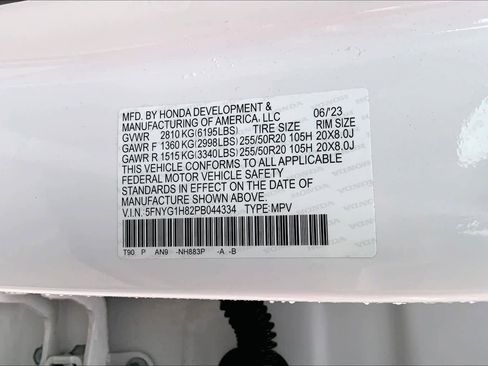 MFD. BY HONDA DEVELOPMENT &
MANUFACTURING OF AMERICA, LLC 06/'23
GVWR 2810 KG (6195LBS) TIRE SIZE RIM SIZE
GAWR F 1360 KG (2998LBS) 255/50R20 105H 20X8.0J
GAWR R 1515 KG (3340LBS) 255/50R20 105H 20X8.0J
THIS VEHICLE CONFORMS TO ALL APPLICABLE
FEDERAL MOTOR VEHICLE SAFETY
STANDARDS IN EFFECT ON THE DATE OF
MANUFACTURE SHOWN ABOVE.
V.I.N.: 5FNYG1H82PB044334 TYPE: MPV
T90 P AN9 -NH883P -A -B